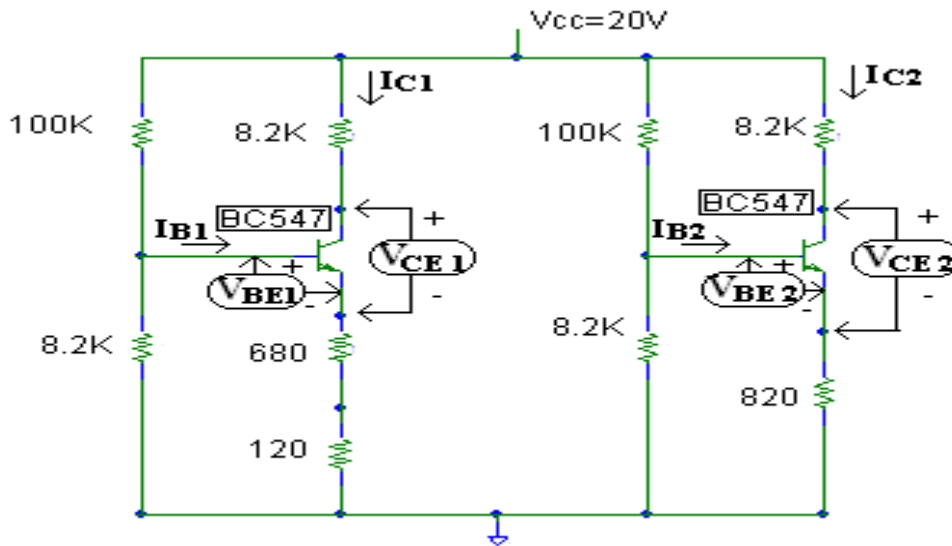 Vcc=20V
IC1
IC2
100K
8.2K
100K
8.2K
BC547
BC547
IB1
IB2
+
+
+
+
VCE 1
VCE 2
VBE1
VBE 2
-
-
-
-
8.2K
680
8.2K
820
120